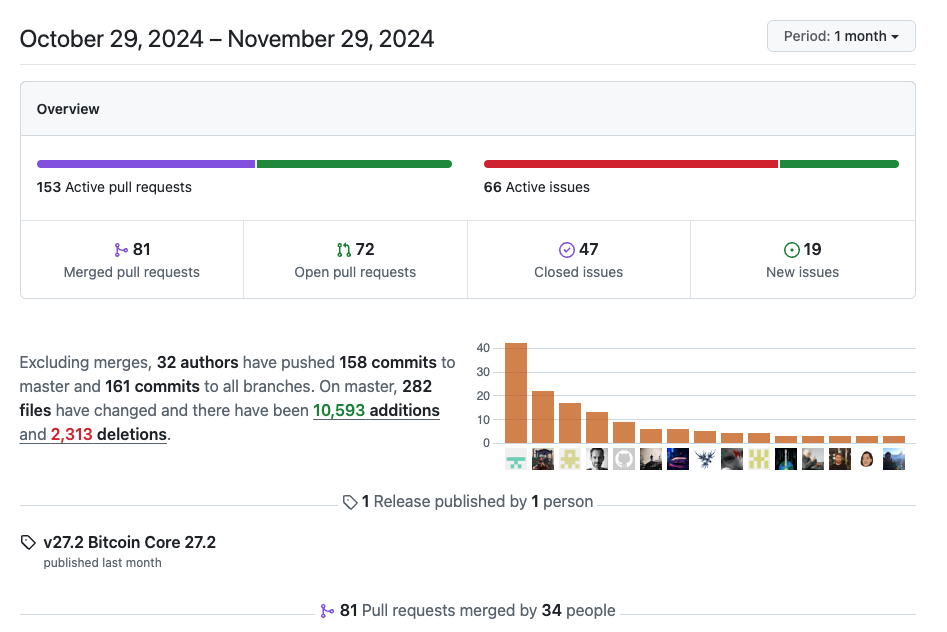 October 29, 2024 – November 29, 2024
Period: 1 month
Overview
153 Active pull requests
66 Active issues
81
Merged pull requests
72
Open pull requests
47
Closed issues
19
New issues
Excluding merges, 32 authors have pushed 158 commits to
master and 161 commits to all branches. On master, 282
files have changed and there have been 10,593 additions
and 2,313 deletions.
40
30
20
10
0
1 Release published by 1 person
v27.2 Bitcoin Core 27.2
published last month
81 Pull requests merged by 34 people